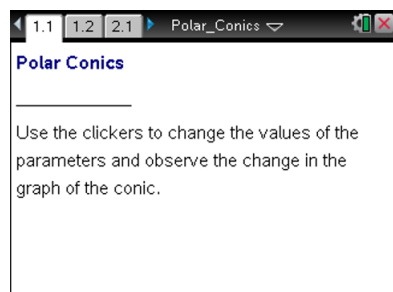 1.1 1.2 2.1 Polar_Conics
Polar Conics
Use the clickers to change the values of the
parameters and observe the change in the
graph of the conic.